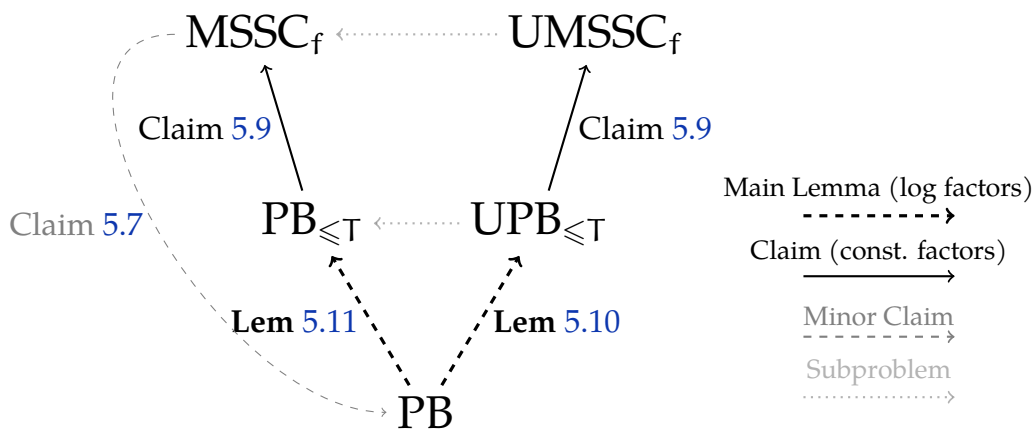 MSSC_f
UMSSC_f
Claim 5.9
Claim 5.9
Claim 5.7
PB_⩽T
UPB_⩽T
Lem 5.11
Lem 5.10
PB
Main Lemma (log factors)
Claim (const. factors)
Minor Claim
Subproblem